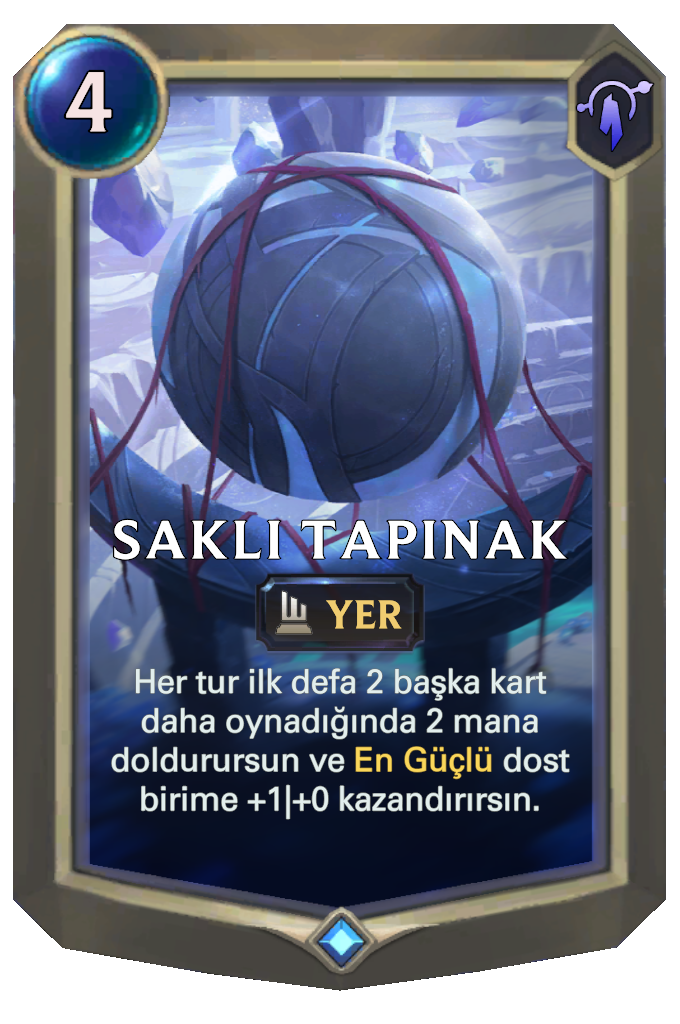 4
SAKLI TAPINAK
YER
Her tur ilk defa 2 başka kart
daha oynadığında 2 mana
doldurursun ve En Güçlü dost
birime +1|+0 kazandırırsın.